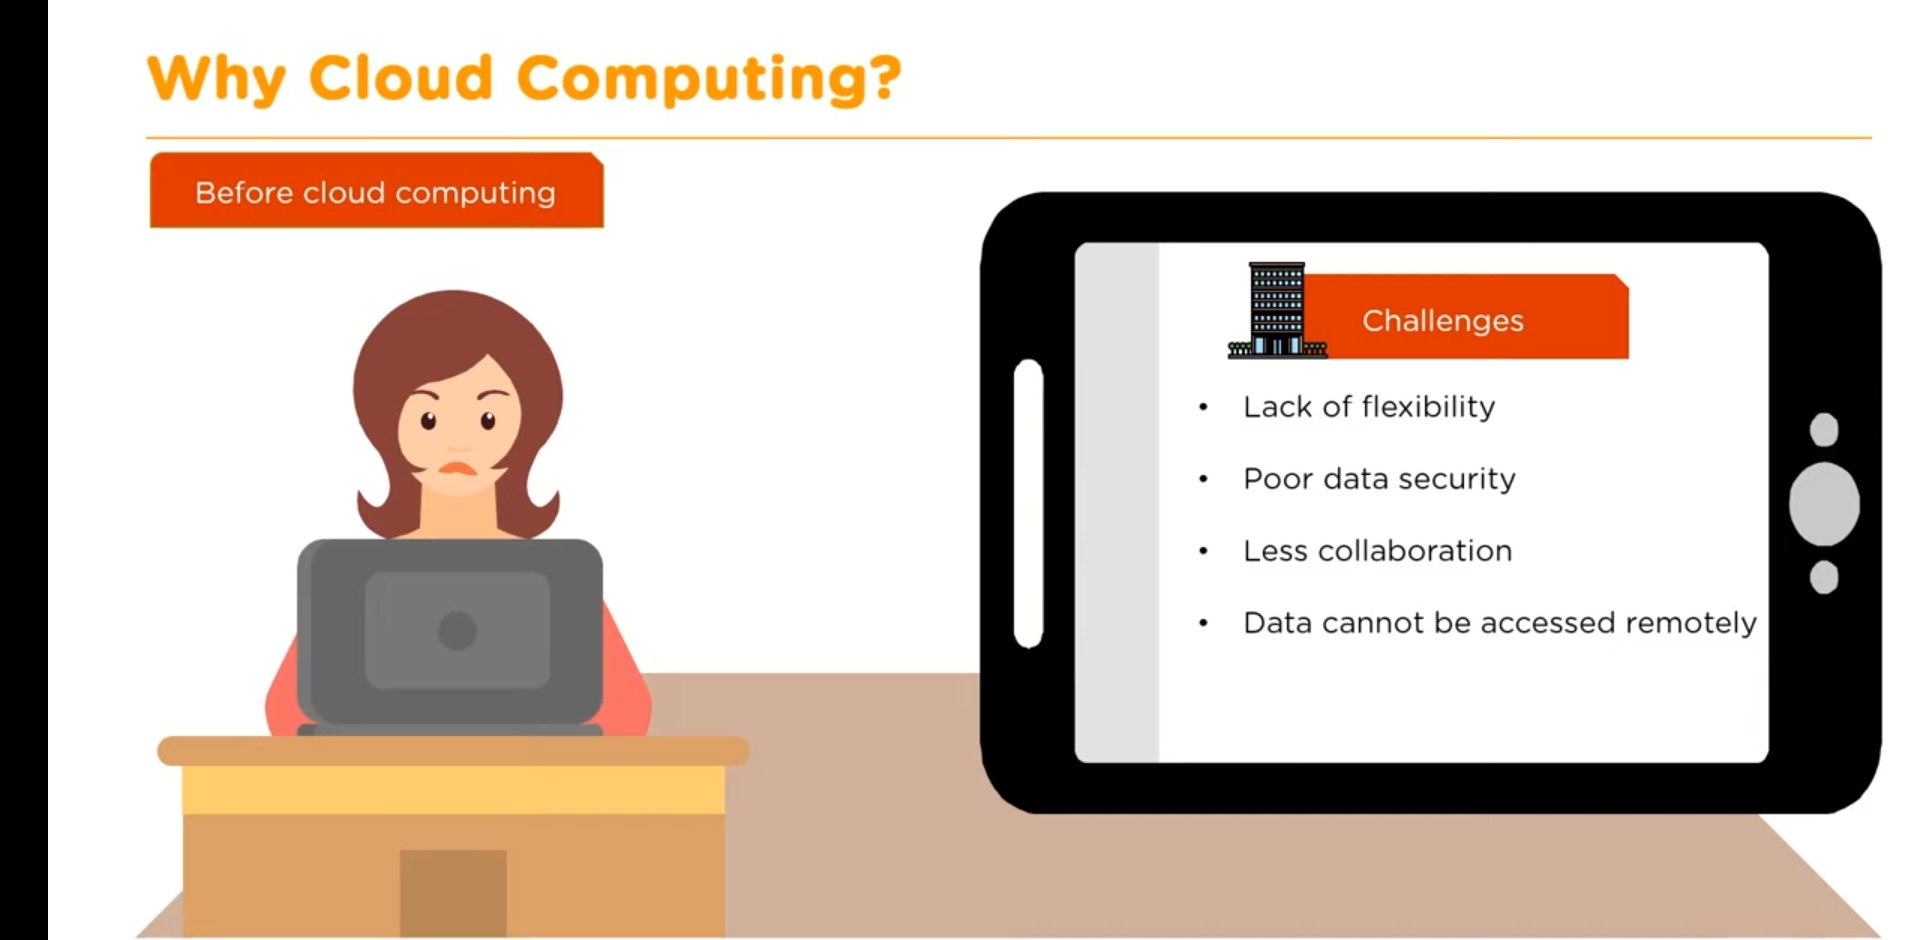 Why Cloud Computing?
Before cloud computing
Challenges
• Lack of flexibility
• Poor data security
• Less collaboration
• Data cannot be accessed remotely